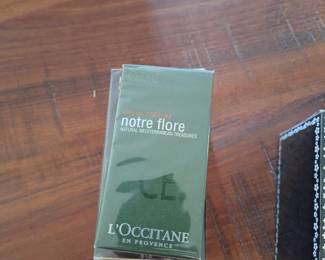 notre flore
NATURAL MEDITERRANEAN TREASURES
L'OCCITANE
EN PROVENCE